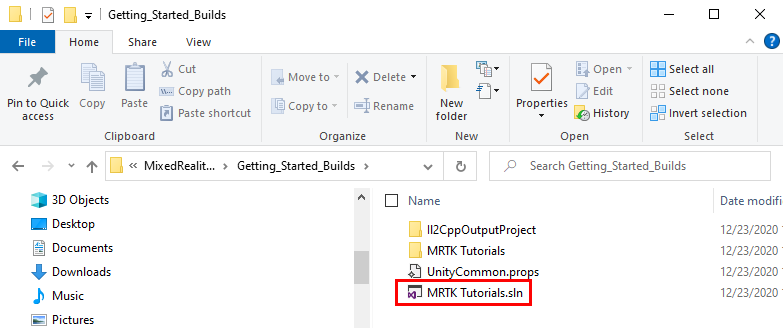 Getting_Started_Builds
File Home Share View
Pin to Quick access
Copy
Paste
Cut
Copy path
Paste shortcut
Clipboard
Move to
Copy to
Delete
Rename
Organize
New folder
New
Properties
Open
Edit
History
Open
Select all
Select none
Invert selection
Select
MixedRealit... Getting_Started_Builds
Search Getting_Started_Builds
3D Objects
Desktop
Documents
Downloads
Music
Pictures
Name Date modifi
Il2CppOutputProject 12/23/2020
MRTK Tutorials 12/23/2020
UnityCommon.props 12/23/2020
MRTK Tutorials.sln 12/23/2020